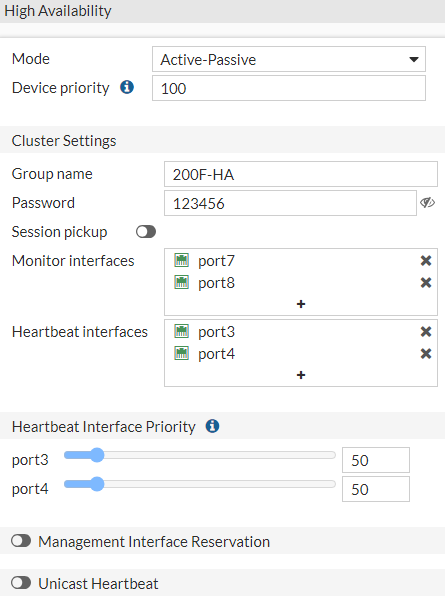 High Availability
Mode Active-Passive
Device priority 100
Cluster Settings
Group name 200F-HA
Password 123456
Session pickup
Monitor interfaces port7
port8
+
Heartbeat interfaces port3
port4
+
Heartbeat Interface Priority
port3 50
port4 50
Management Interface Reservation
Unicast Heartbeat